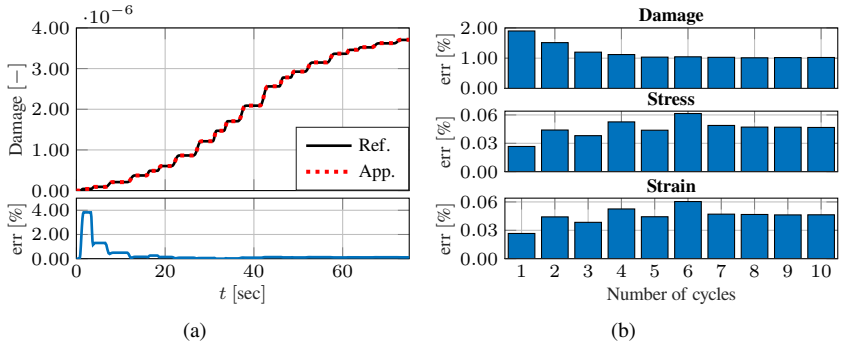 ·10⁻⁶
4.00
3.00
2.00
1.00
0.00
Damage [−]
Ref.
App.
4.00
2.00
0.00
err [%]
0 20 40 60
t [sec]
(a)
Damage
2.00
1.00
0.00
err [%]
Stress
0.06
0.03
0.00
err [%]
Strain
0.06
0.03
0.00
err [%]
1 2 3 4 5 6 7 8 9 10
Number of cycles
(b)